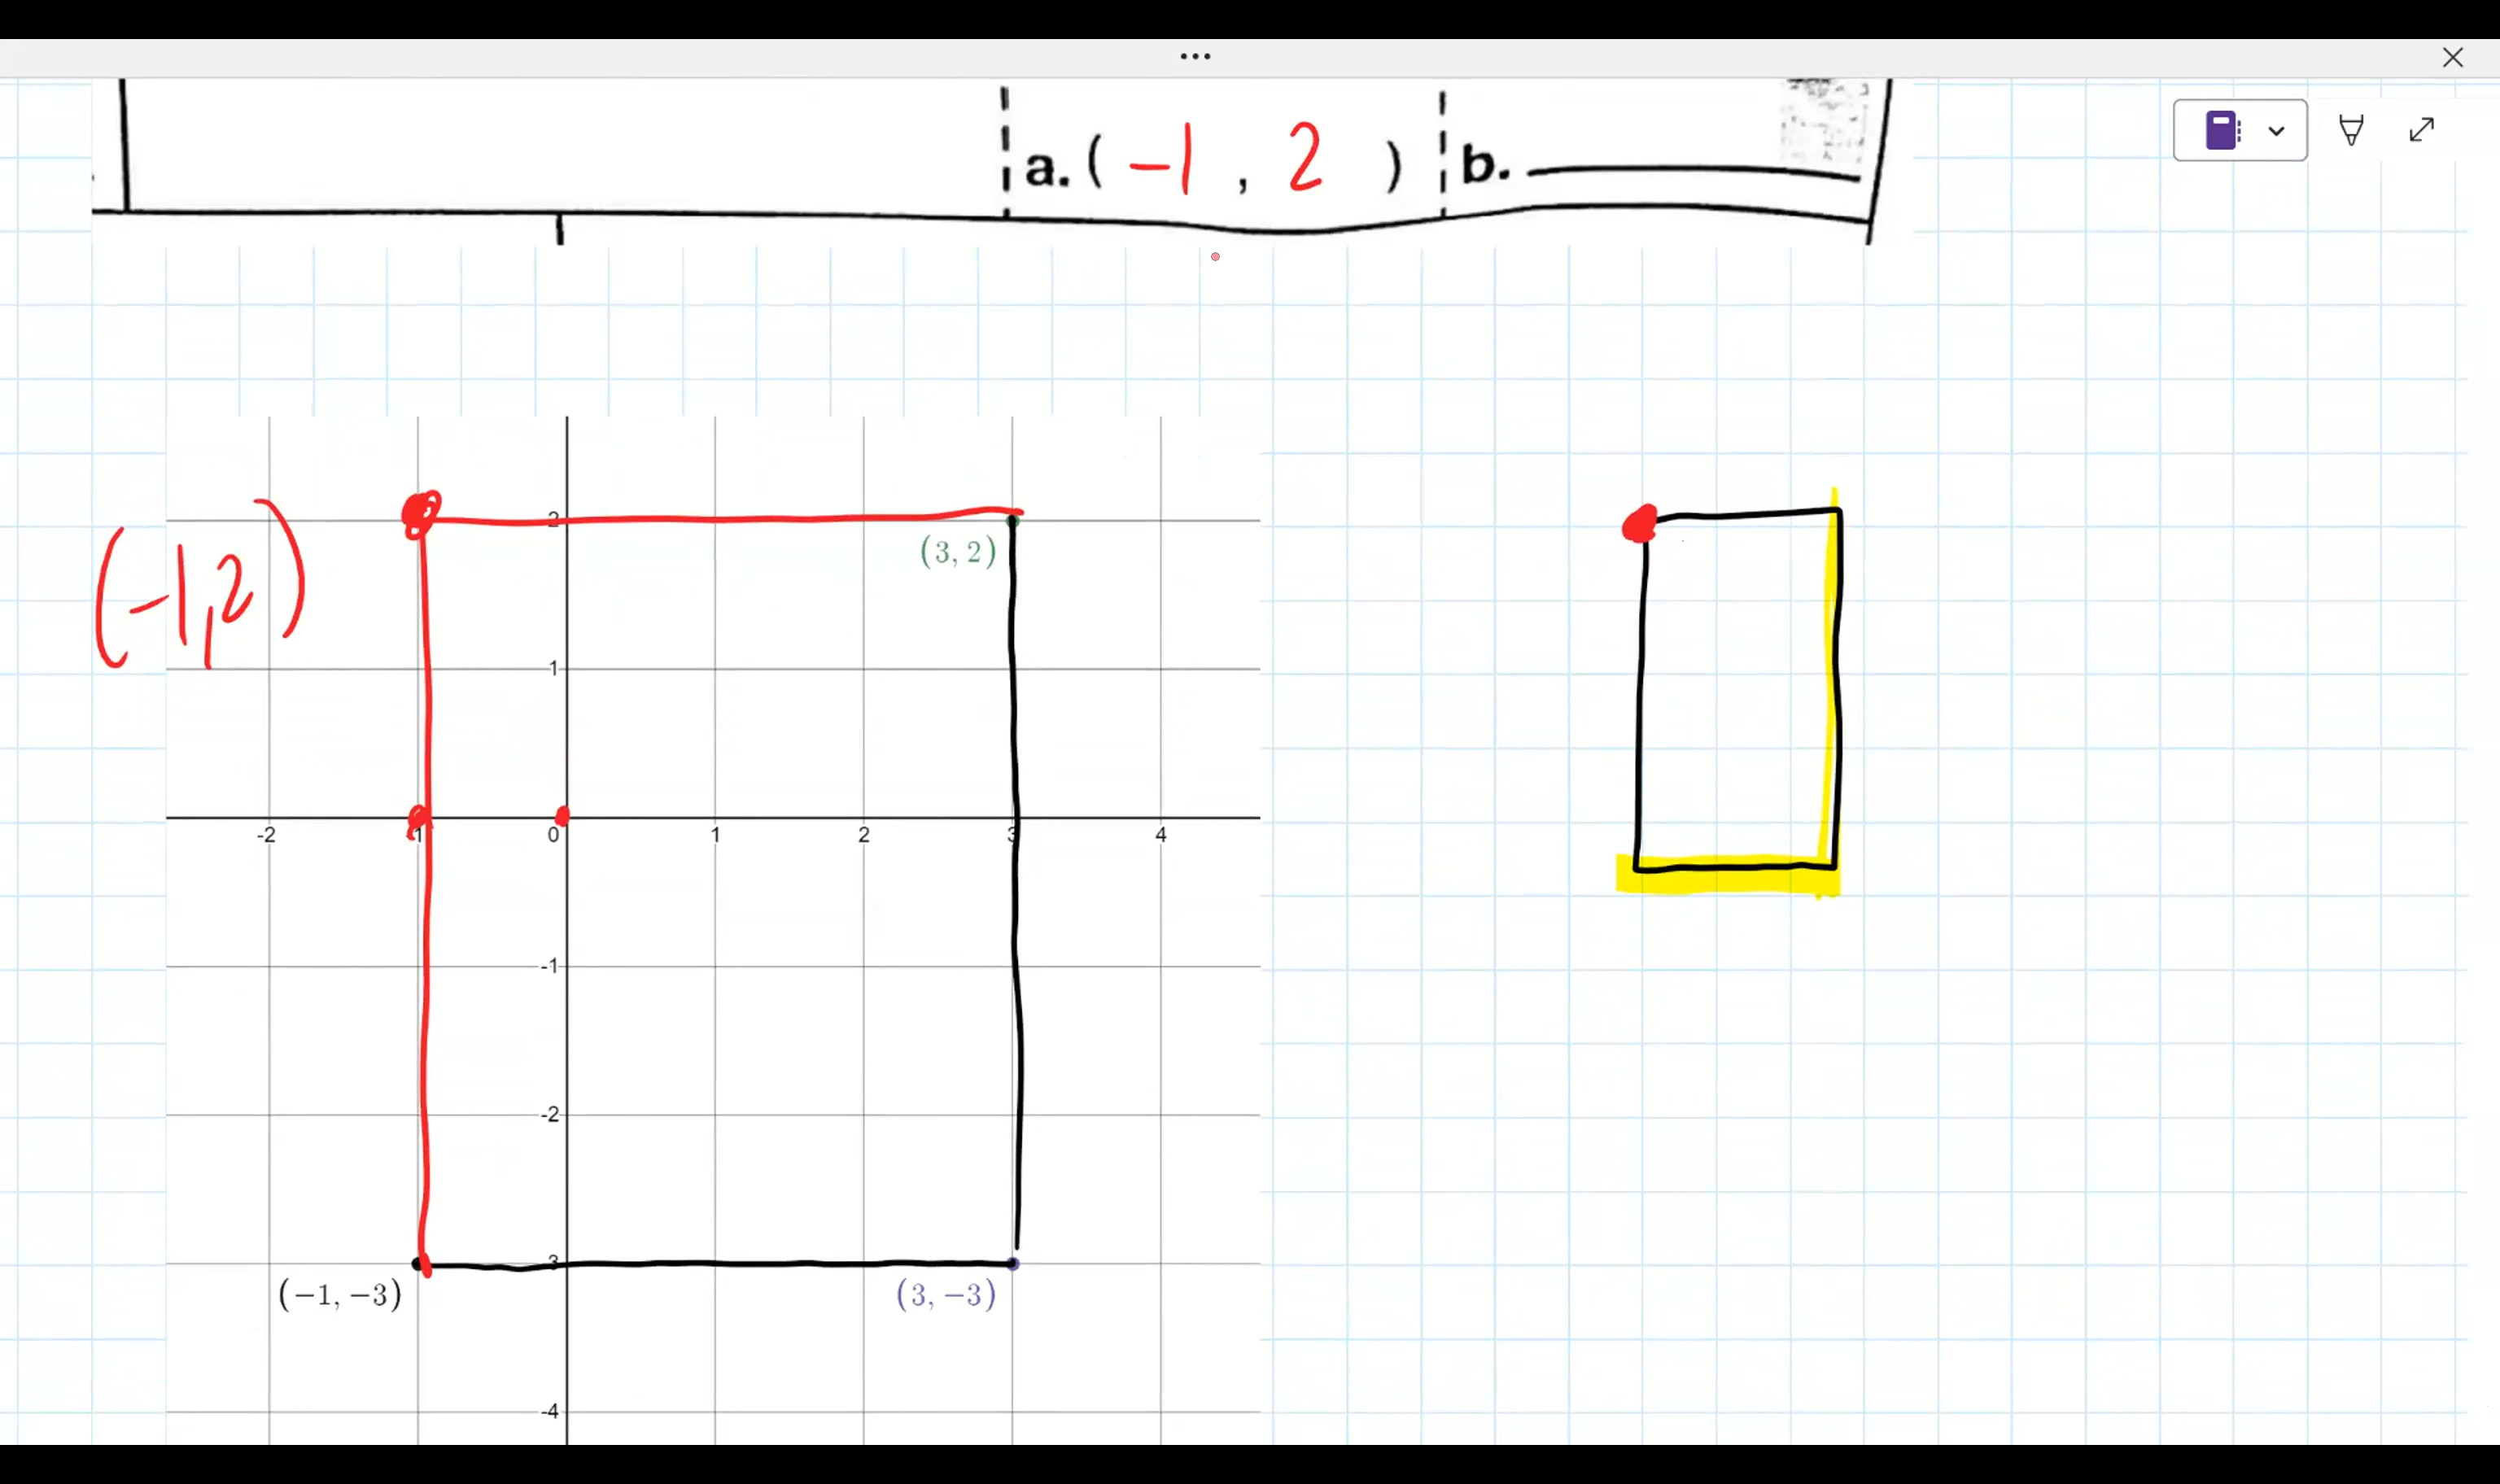 a. ( -1 , 2 ) b.
2
(3, 2)
(-1,2)
1
-2 -1 0 1 2 3 4
-1
-2
-3
(−1, −3) (3, −3)
-4